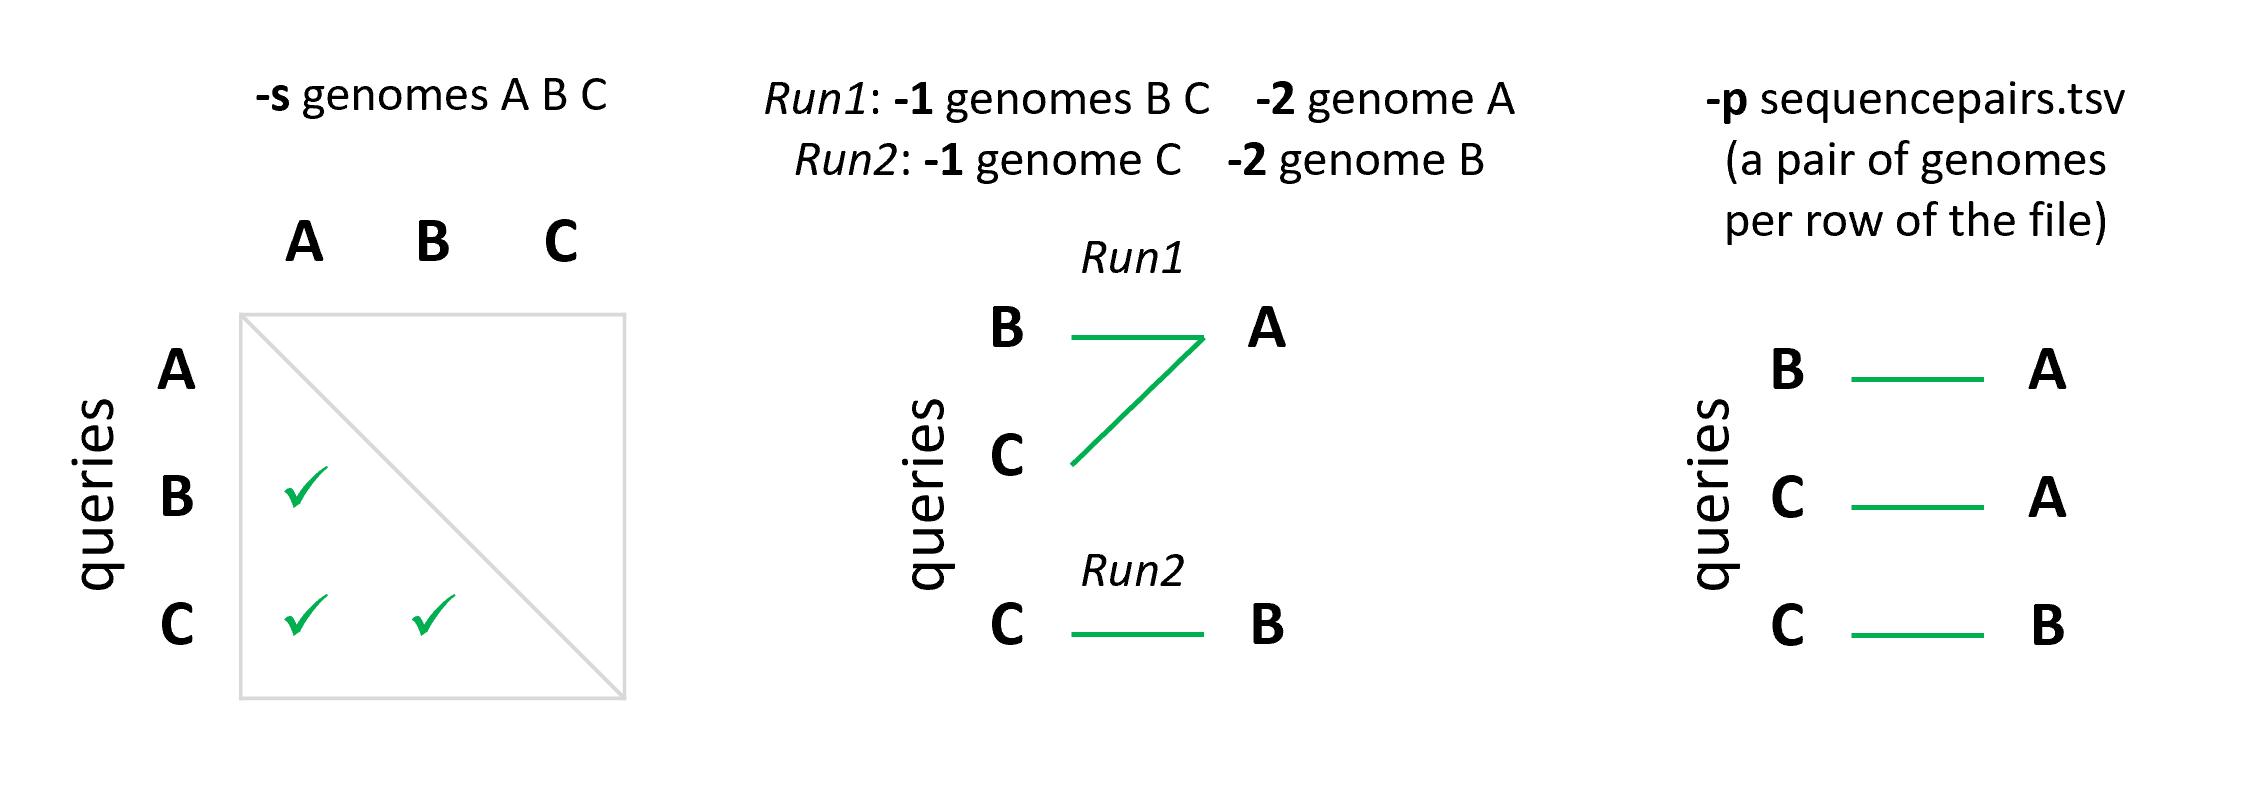 -s genomes A B C
A B C
queries
A
B
C
Run1: -1 genomes B C -2 genome A
Run2: -1 genome C -2 genome B
Run1
queries
B A
C
Run2
C B
-p sequencepairs.tsv
(a pair of genomes
per row of the file)
queries
B A
C A
C B